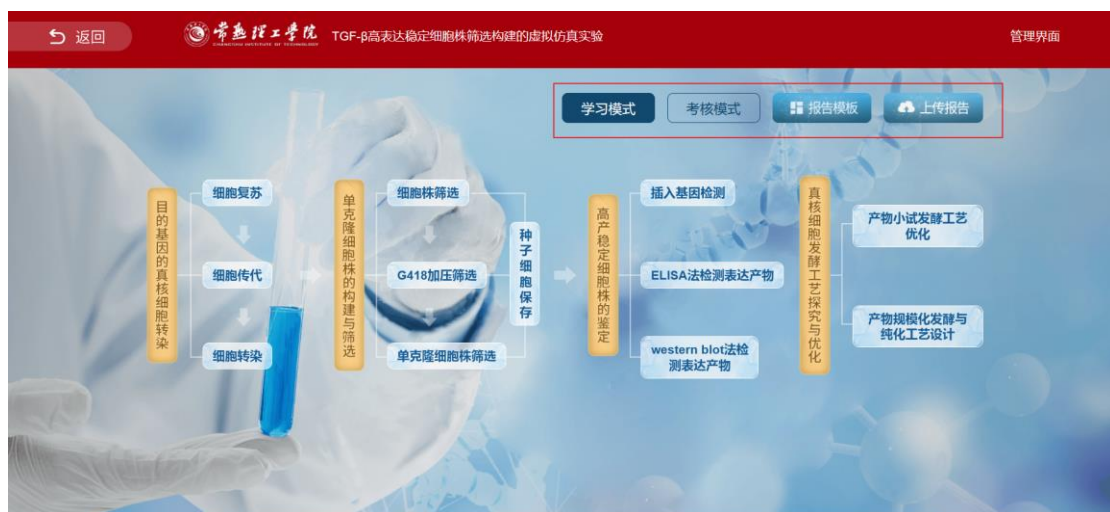 返回
常熟理工学院
CHANGSHU INSTITUTE OF TECHNOLOGY
TGF-β高表达稳定细胞株筛选构建的虚拟仿真实验
管理界面
学习模式
考核模式
报告模板
上传报告
目的基因的真核细胞转染
细胞复苏
细胞传代
细胞转染
单克隆细胞株的构建与筛选
细胞株筛选
G418加压筛选
单克隆细胞株筛选
种子细胞保存
高产稳定细胞株的鉴定
插入基因检测
ELISA法检测表达产物
western blot法检
测表达产物
真核细胞发酵工艺探究与优化
产物小试发酵工艺
优化
产物规模化发酵与
纯化工艺设计